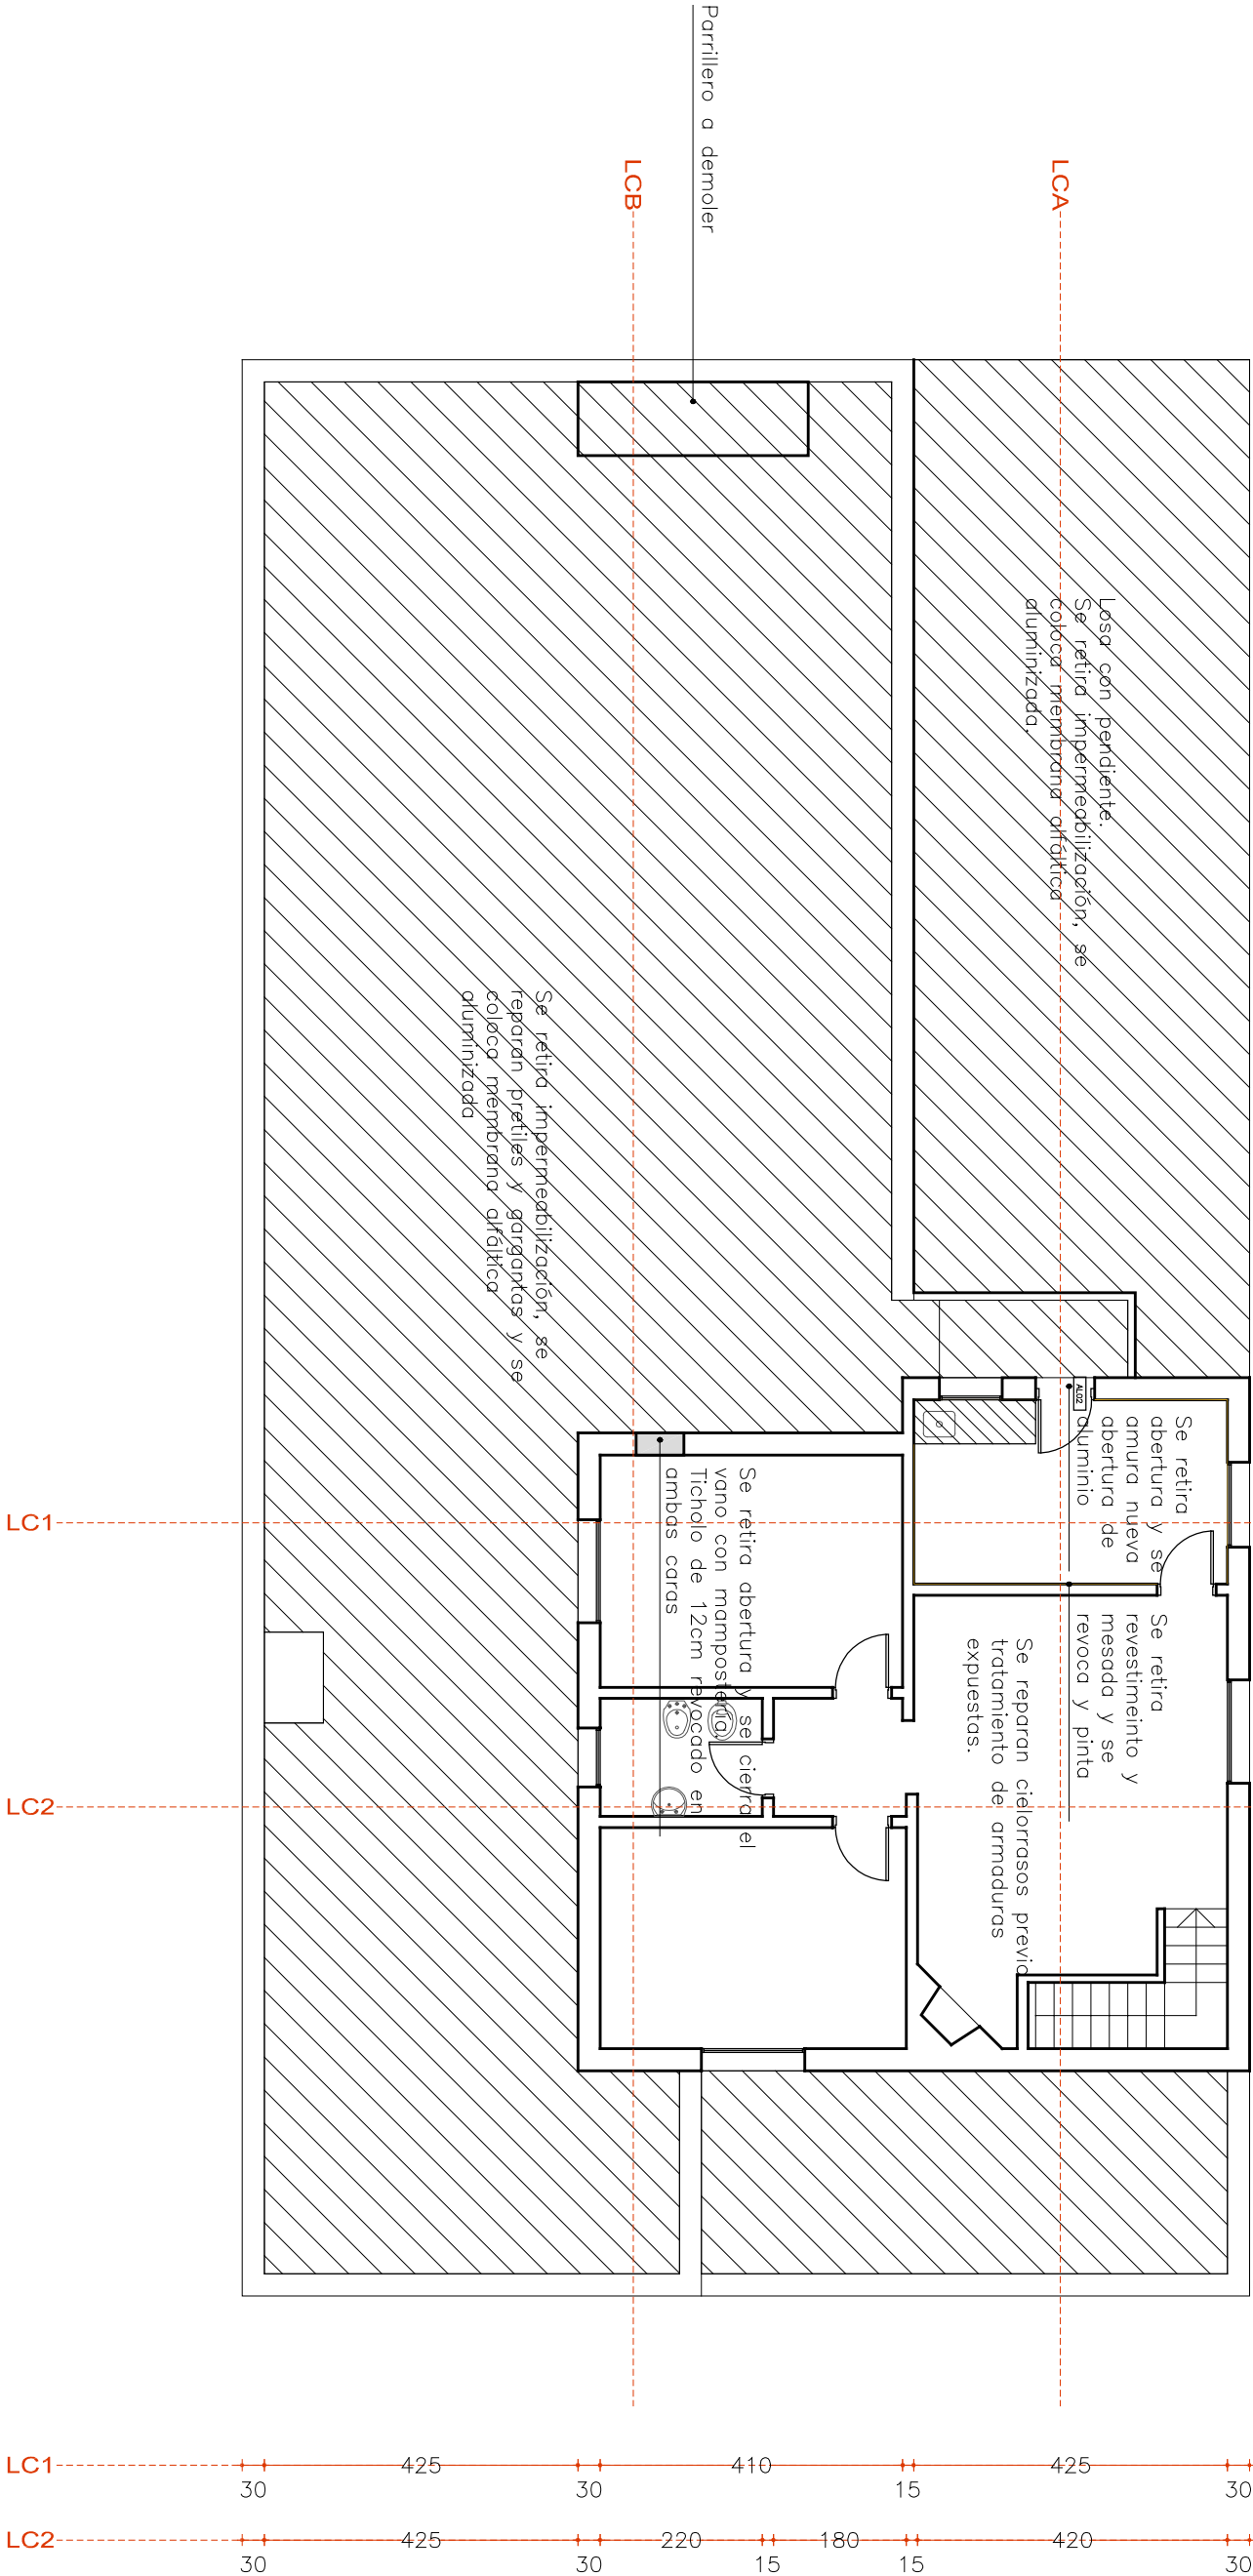 Parrillero a demoler
LCB
LCA
Losa con pendiente.
Se retira impermeabilización, se
coloca membrana alfáltica
aluminizada.
Se retira impermeabilización, se
reparan pretiles y gargantas y se
coloca membrana alfáltica
aluminizada
AL02
Se retira
abertura y se
amura nueva
abertura de
aluminio
Se retira abertura y se cierra el
vano con mampostería,
Ticholo de 12cm revocado en
ambas caras
Se retira
revestimeinto y
mesada y se
revoca y pinta
Se reparan cielorrasos previo
tratamiento de armaduras
expuestas.
LC1
LC2
LC1
425 410 425
30 30 15 30
LC2
425 220 180 420
30 30 15 15 30